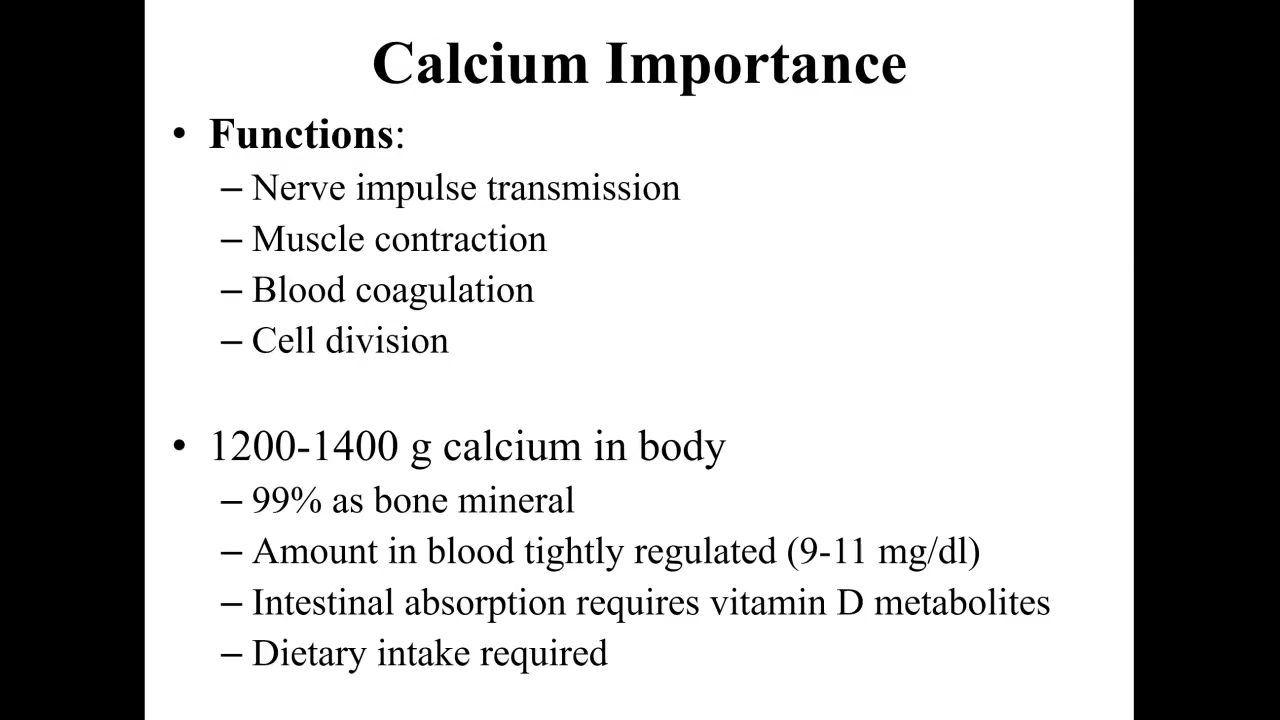 Calcium Importance
• Functions:
– Nerve impulse transmission
– Muscle contraction
– Blood coagulation
– Cell division
• 1200-1400 g calcium in body
– 99% as bone mineral
– Amount in blood tightly regulated (9-11 mg/dl)
– Intestinal absorption requires vitamin D metabolites
– Dietary intake required